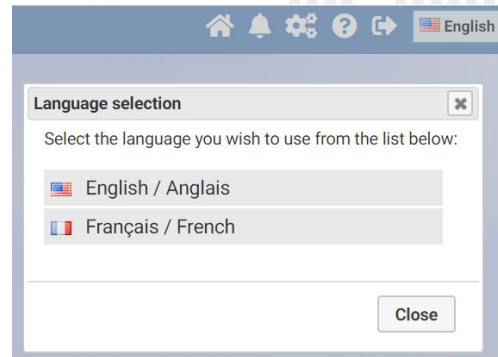 English
Language selection
Select the language you wish to use from the list below:
English / Anglais
Français / French
Close